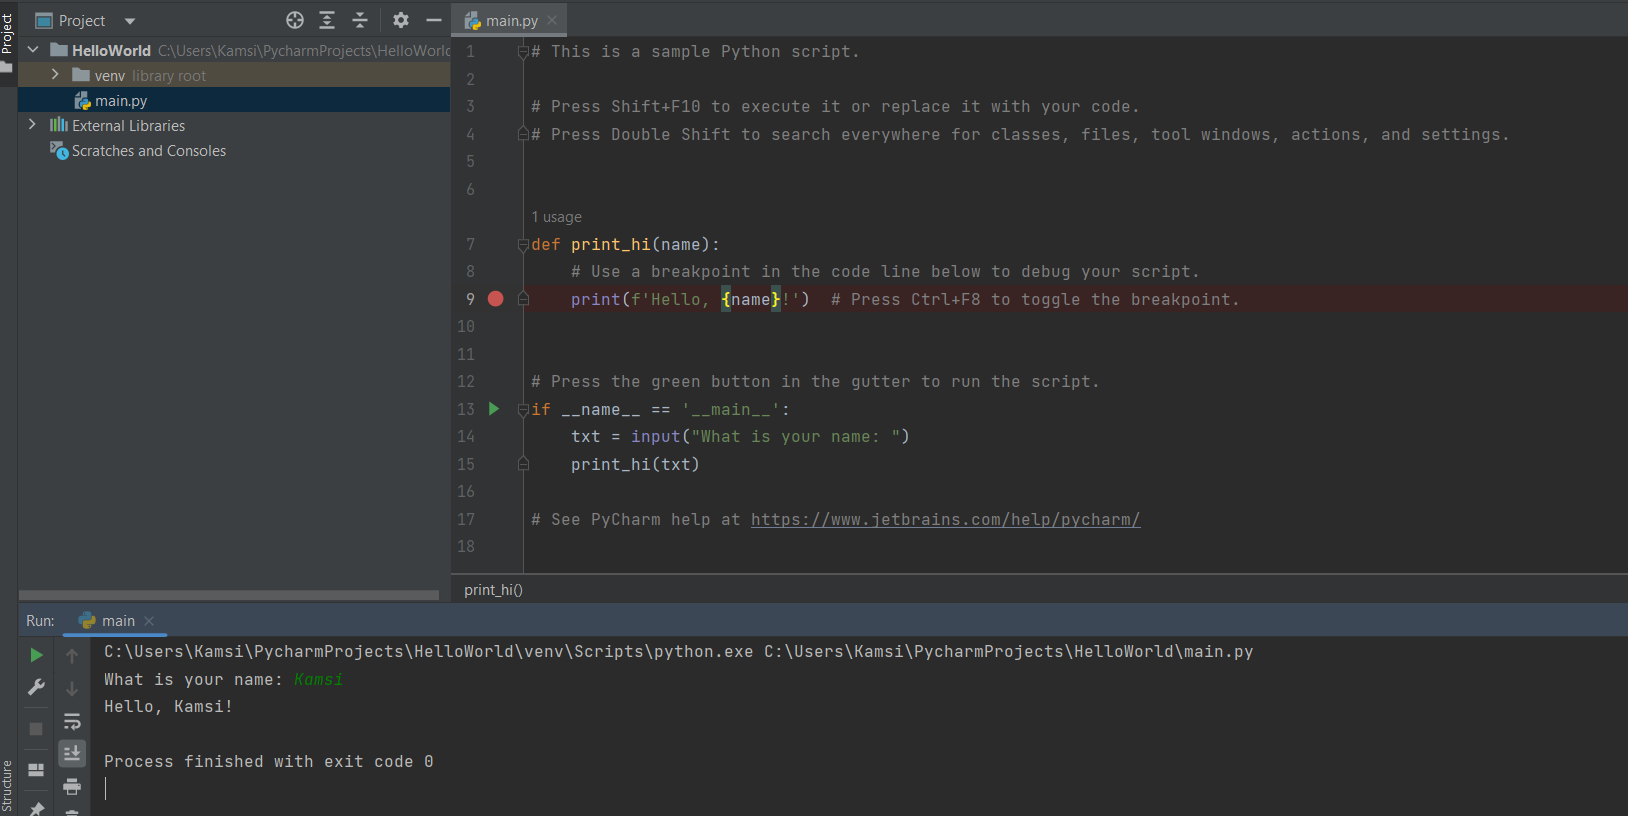 Project
Project
HelloWorld C:\Users\Kamsi\PycharmProjects\HelloWorld
venv library root
main.py
External Libraries
Scratches and Consoles
main.py
1 # This is a sample Python script.
2
3 # Press Shift+F10 to execute it or replace it with your code.
4 # Press Double Shift to search everywhere for classes, files, tool windows, actions, and settings.
5
6
1 usage
7 def print_hi(name):
8     # Use a breakpoint in the code line below to debug your script.
9     print(f'Hello, {name}!')  # Press Ctrl+F8 to toggle the breakpoint.
10
11
12 # Press the green button in the gutter to run the script.
13 if __name__ == '__main__':
14     txt = input("What is your name: ")
15     print_hi(txt)
16
17 # See PyCharm help at https://www.jetbrains.com/help/pycharm/
18
print_hi()
Run: main
C:\Users\Kamsi\PycharmProjects\HelloWorld\venv\Scripts\python.exe C:\Users\Kamsi\PycharmProjects\HelloWorld\main.py
What is your name: Kamsi
Hello, Kamsi!
Process finished with exit code 0
Structure